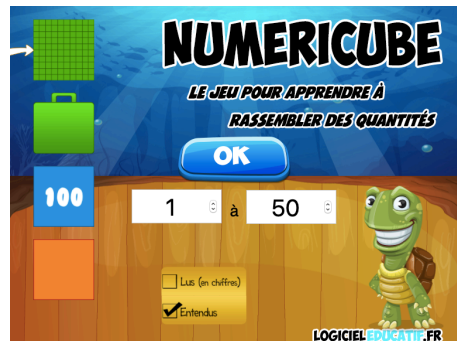 NUMERICUBE
LE JEU POUR APPRENDRE À
RASSEMBLER DES QUANTITÉS
OK
100
1 à 50
Lus (en chiffres)
Entendus
LOGICIELEDUCATIF.FR